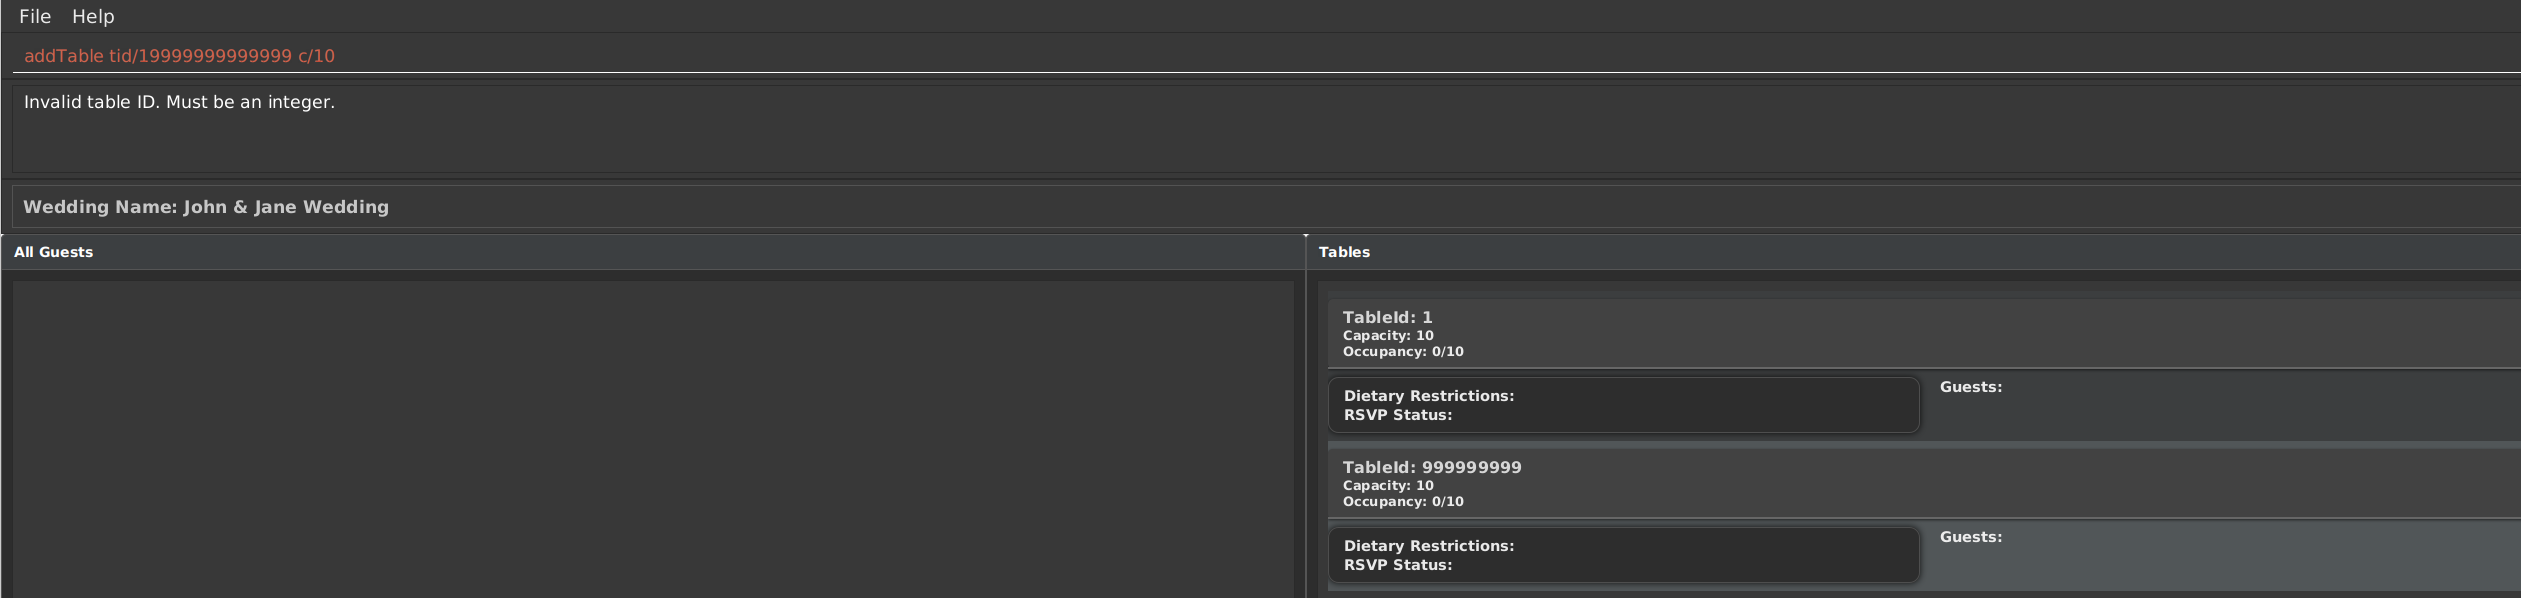 File Help
addTable tid/19999999999999 c/10
Invalid table ID. Must be an integer.
Wedding Name: John & Jane Wedding
All Guests
Tables
TableId: 1
Capacity: 10
Occupancy: 0/10
Dietary Restrictions:
RSVP Status:
Guests:
TableId: 999999999
Capacity: 10
Occupancy: 0/10
Dietary Restrictions:
RSVP Status:
Guests: